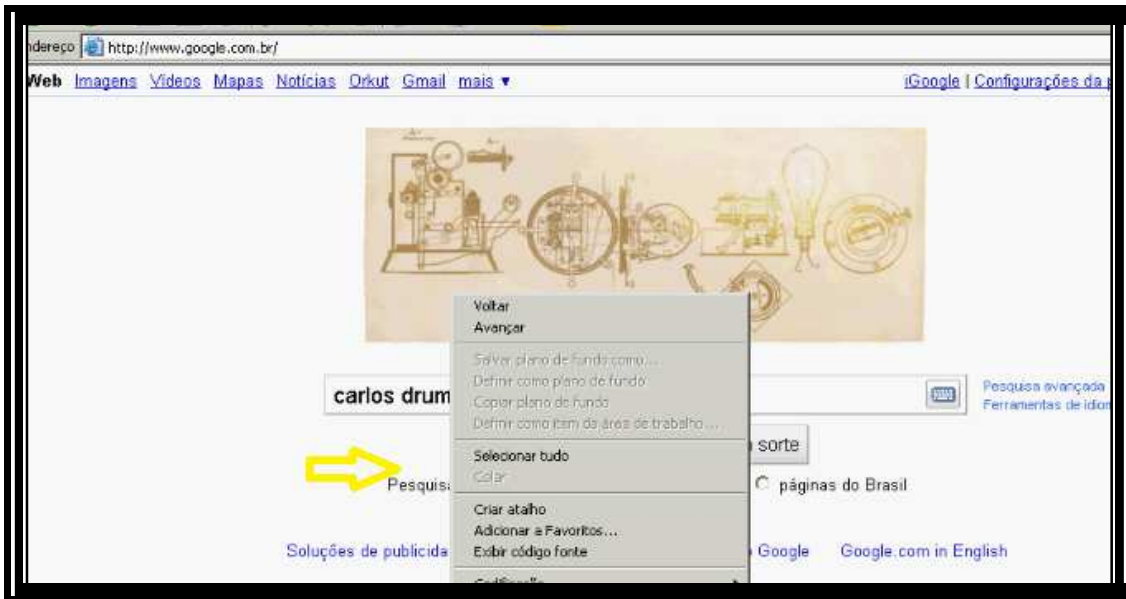 ndereço http://www.google.com.br/
Web Imagens Vídeos Mapas Notícias Orkut Gmail mais ▼ iGoogle | Configurações da
carlos drum
Pesquisa avançada
Ferramentas de idior
sorte
Pesquisa páginas do Brasil
Soluções de publicida Google Google.com in English
Voltar
Avançar
Salvar plano de fundo como...
Definir como plano de fundo
Copiar plano de fundo
Definir como item da área de trabalho...
Selecionar tudo
Colar
Criar atalho
Adicionar a Favoritos...
Exibir código fonte